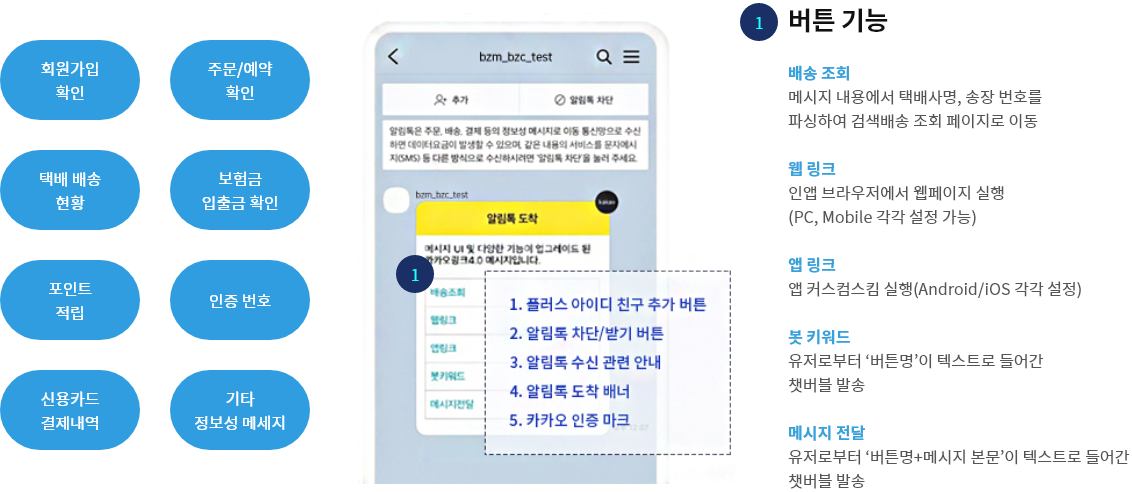 회원가입
확인
주문/예약
확인
택배 배송
현황
보험금
입출금 확인
포인트
적립
인증 번호
신용카드
결제내역
기타
정보성 메세지
bzm_bzc_test
추가
알림톡 차단
알림톡은 주문, 배송, 결제 등의 정보성 메시지로 이동 통신망으로 수신
하면 데이터요금이 발생할 수 있으며, 같은 내용의 서비스를 문자메시
지(SMS) 등 다른 방식으로 수신하시려면 '알림톡 차단'을 눌러 주세요.
bzm_bzc_test
kakao
알림톡 도착
메시지 UI 및 다양한 기능이 업그레이드 된
카카오링크4.0 메시지입니다.
1
배송조회
웹링크
앱링크
봇키워드
메시지전달
1. 플러스 아이디 친구 추가 버튼
2. 알림톡 차단/받기 버튼
3. 알림톡 수신 관련 안내
4. 알림톡 도착 배너
5. 카카오 인증 마크
1 버튼 기능
배송 조회
메시지 내용에서 택배사명, 송장 번호를
파싱하여 검색배송 조회 페이지로 이동
웹 링크
인앱 브라우저에서 웹페이지 실행
(PC, Mobile 각각 설정 가능)
앱 링크
앱 커스컴스킴 실행(Android/iOS 각각 설정)
봇 키워드
유저로부터 ‘버튼명’이 텍스트로 들어간
챗버블 발송
메시지 전달
유저로부터 ‘버튼명+메시지 본문’이 텍스트로 들어간
챗버블 발송